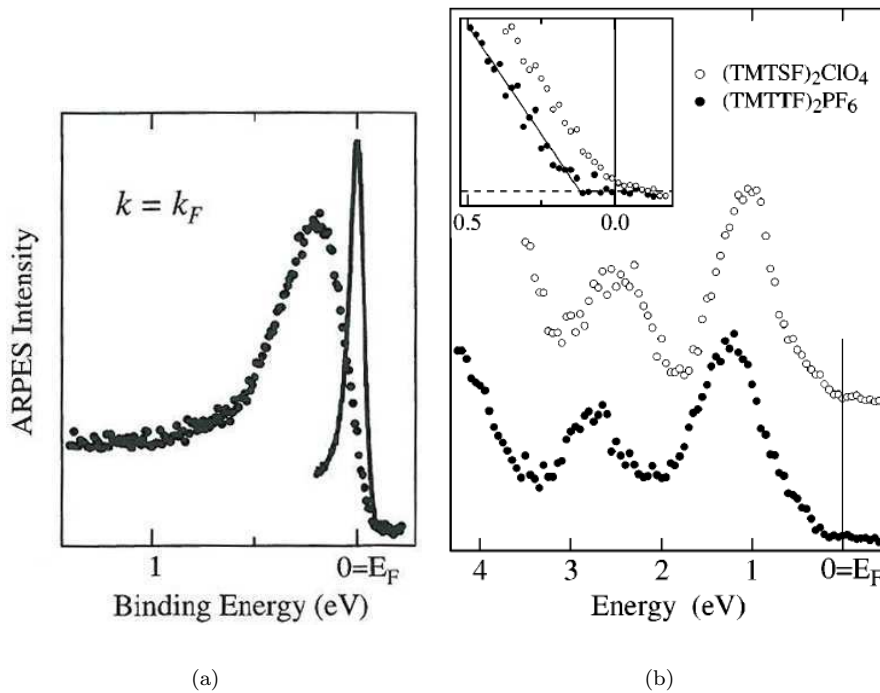 k = k_F
ARPES Intensity
1
0=E_F
Binding Energy (eV)
(a)
0.5
0.0
(TMTSF)₂ClO₄
(TMTTF)₂PF₆
4 3 2 1 0=E_F
Energy (eV)
(b)